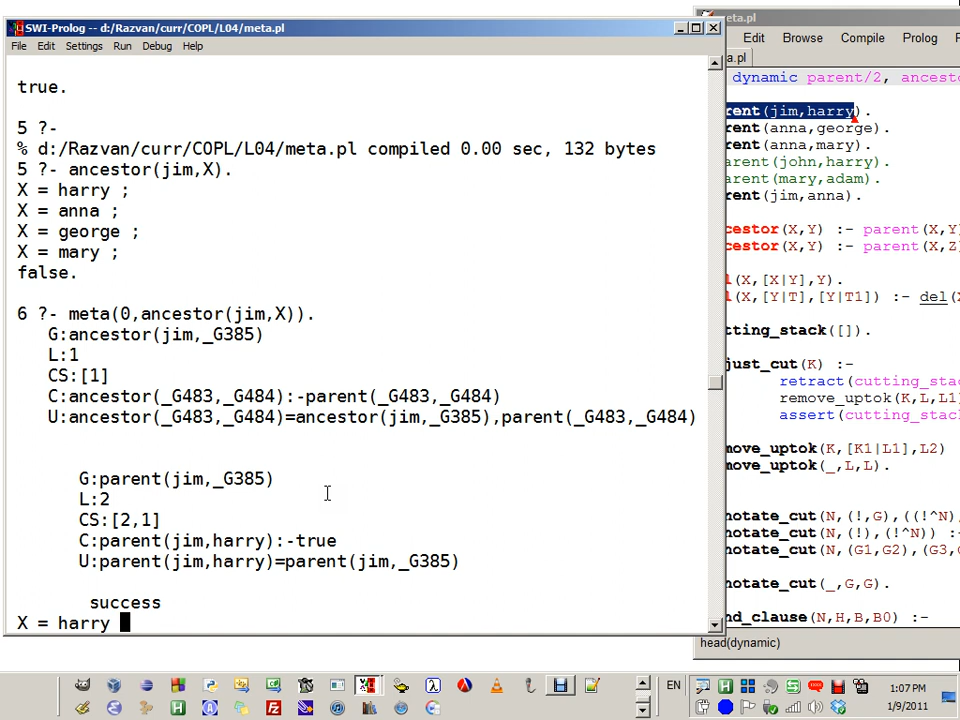 SWI-Prolog -- d:/Razvan/curr/COPL/L04/meta.pl
File Edit Settings Run Debug Help
true.
5 ?-
% d:/Razvan/curr/COPL/L04/meta.pl compiled 0.00 sec, 132 bytes
5 ?- ancestor(jim,X).
X = harry ;
X = anna ;
X = george ;
X = mary ;
false.
6 ?- meta(0,ancestor(jim,X)).
G:ancestor(jim,_G385)
L:1
CS:[1]
C:ancestor(_G483,_G484):-parent(_G483,_G484)
U:ancestor(_G483,_G484)=ancestor(jim,_G385),parent(_G483,_G484)
G:parent(jim,_G385)
L:2
CS:[2,1]
C:parent(jim,harry):-true
U:parent(jim,harry)=parent(jim,_G385)
success
X = harry
meta.pl
Edit Browse Compile Prolog
a.pl
dynamic parent/2, ancesto
rent(jim,harry).
rent(anna,george).
rent(anna,mary).
arent(john,harry).
arent(mary,adam).
rent(jim,anna).
cestor(X,Y) :- parent(X,Y
cestor(X,Y) :- parent(X,Z
l(X,[X|Y],Y).
l(X,[Y|T],[Y|T1]) :- del(X
tting_stack([]).
just_cut(K) :-
retract(cutting_sta
remove_uptok(K,L,L1
assert(cutting_stac
move_uptok(K,[K1|L1],L2)
move_uptok(_,L,L).
notate_cut(N,(!,G),((!^N),
notate_cut(N,(!),(!^N)) :-
notate_cut(N,(G1,G2),(G3,G
notate_cut(_,G,G).
nd_clause(N,H,B,B0) :-
head(dynamic)
EN
1:07 PM
1/9/2011